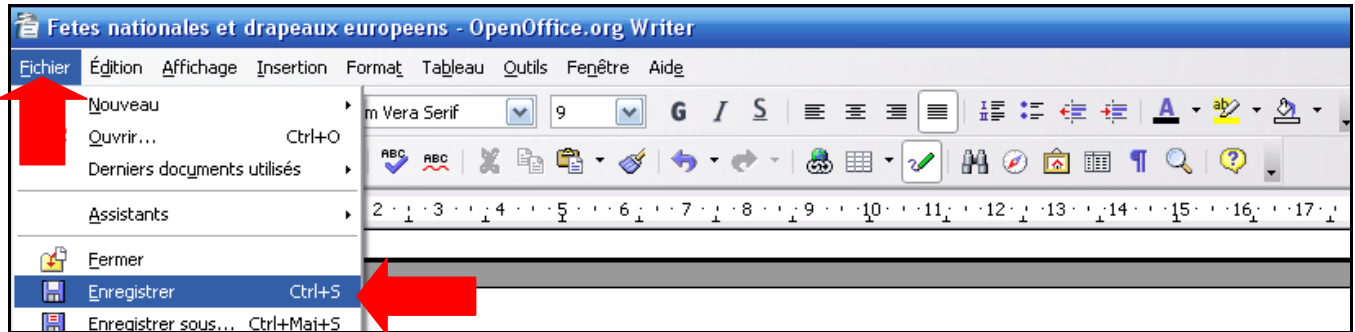 Fetes nationales et drapeaux europeens - OpenOffice.org Writer
Fichier Édition Affichage Insertion Format Tableau Outils Fenêtre Aide
Nouveau
m Vera Serif 9 G I S
Ouvrir... Ctrl+O
ABC ABC
Derniers documents utilisés
Assistants
2 3 4 5 6 7 8 9 10 11 12 13 14 15 16 17
Fermer
Enregistrer Ctrl+S
Enregistrer sous... Ctrl+Maj+S